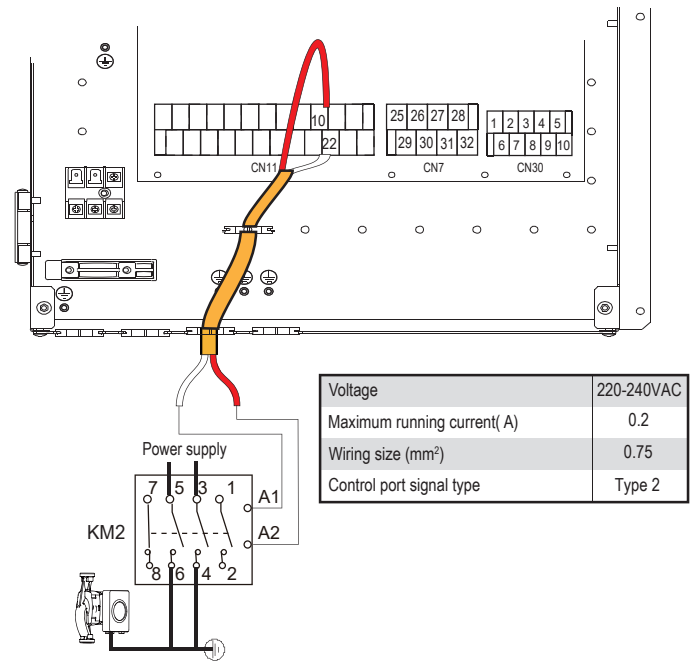 10
22
CN11
25 26 27 28
29 30 31 32
CN7
1 2 3 4 5
6 7 8 9 10
CN30
Voltage 220-240VAC
Maximum running current( A) 0.2
Wiring size (mm²) 0.75
Control port signal type Type 2
Power supply
7 5 3 1
A1
KM2
A2
8 6 4 2